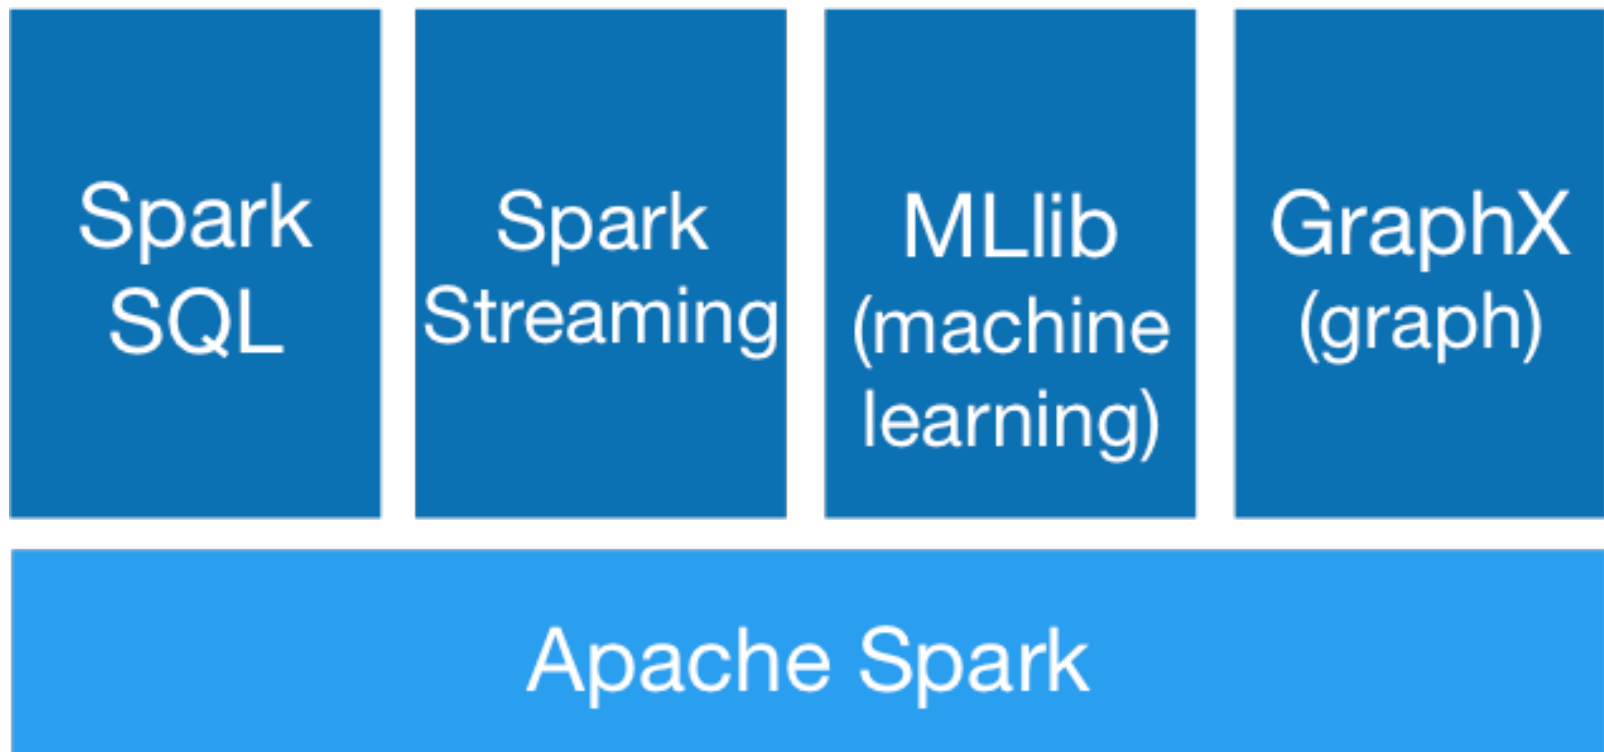 Spark
SQL
Spark
Streaming
MLlib
(machine
learning)
GraphX
(graph)
Apache Spark